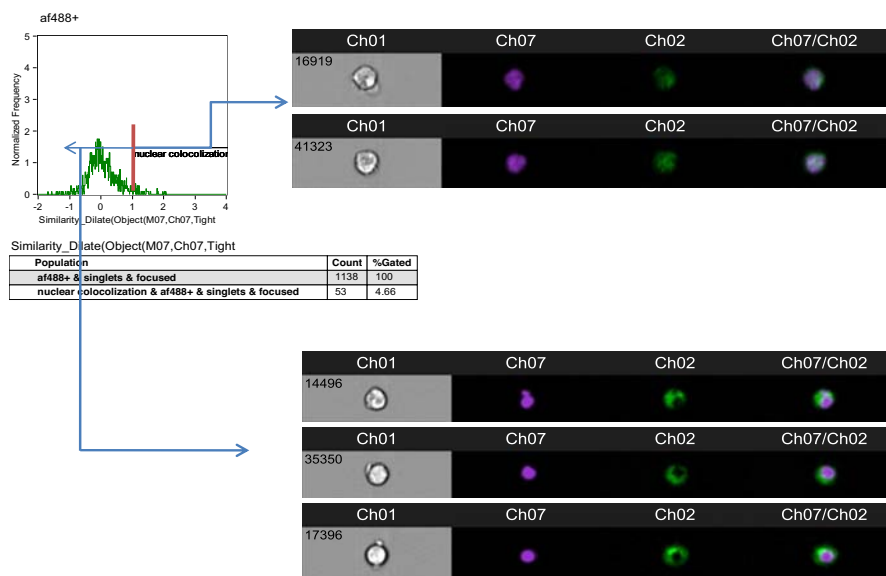 af488+
5
4
3
2
1
0
Normalized Frequency
nuclear colocolization
-2 -1 0 1 2 3 4
Similarity_Dilate(Object(M07,Ch07,Tight
Ch01 Ch07 Ch02 Ch07/Ch02
16919
Ch01 Ch07 Ch02 Ch07/Ch02
41323
Similarity_Dilate(Object(M07,Ch07,Tight
Population Count %Gated
af488+ & singlets & focused 1138 100
nuclear colocolization & af488+ & singlets & focused 53 4.66
Ch01 Ch07 Ch02 Ch07/Ch02
14496
Ch01 Ch07 Ch02 Ch07/Ch02
35350
Ch01 Ch07 Ch02 Ch07/Ch02
17396